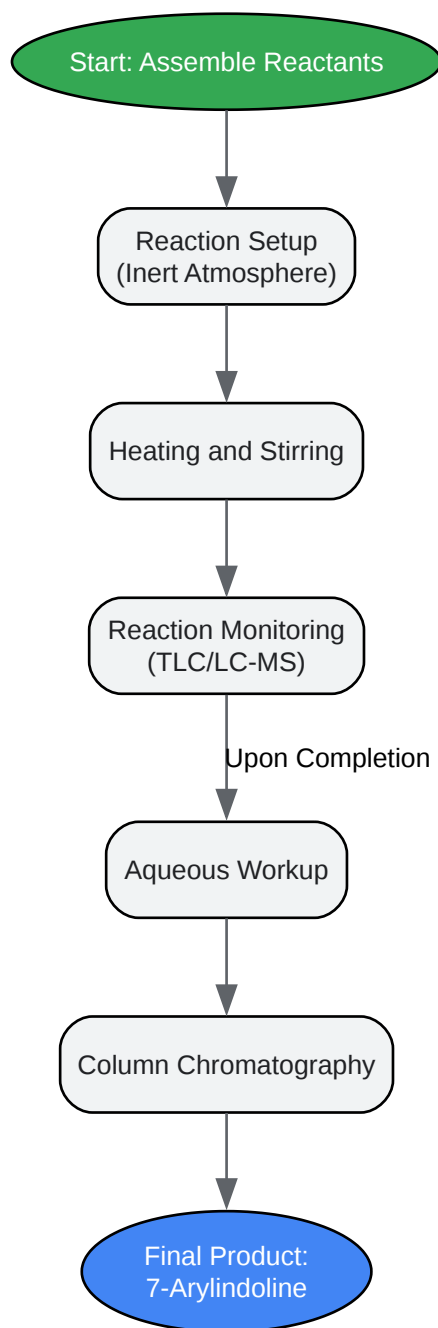 Start: Assemble Reactants
Reaction Setup
(Inert Atmosphere)
Heating and Stirring
Reaction Monitoring
(TLC/LC-MS)
Upon Completion
Aqueous Workup
Column Chromatography
Final Product:
7-Arylindoline